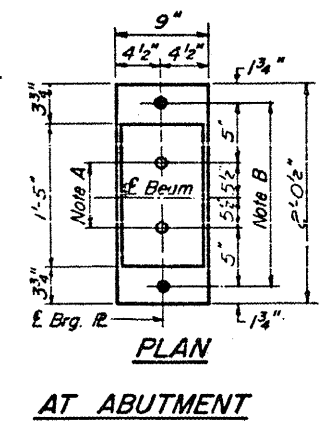 9"
4½" 4½"
1¾"
3¾"
5"
1'-5"
Note A
℄ Beam
5½" 5½"
Note B
2'-0½"
5"
3¾"
℄ Brg. ℞
1¾"
PLAN
AT ABUTMENT